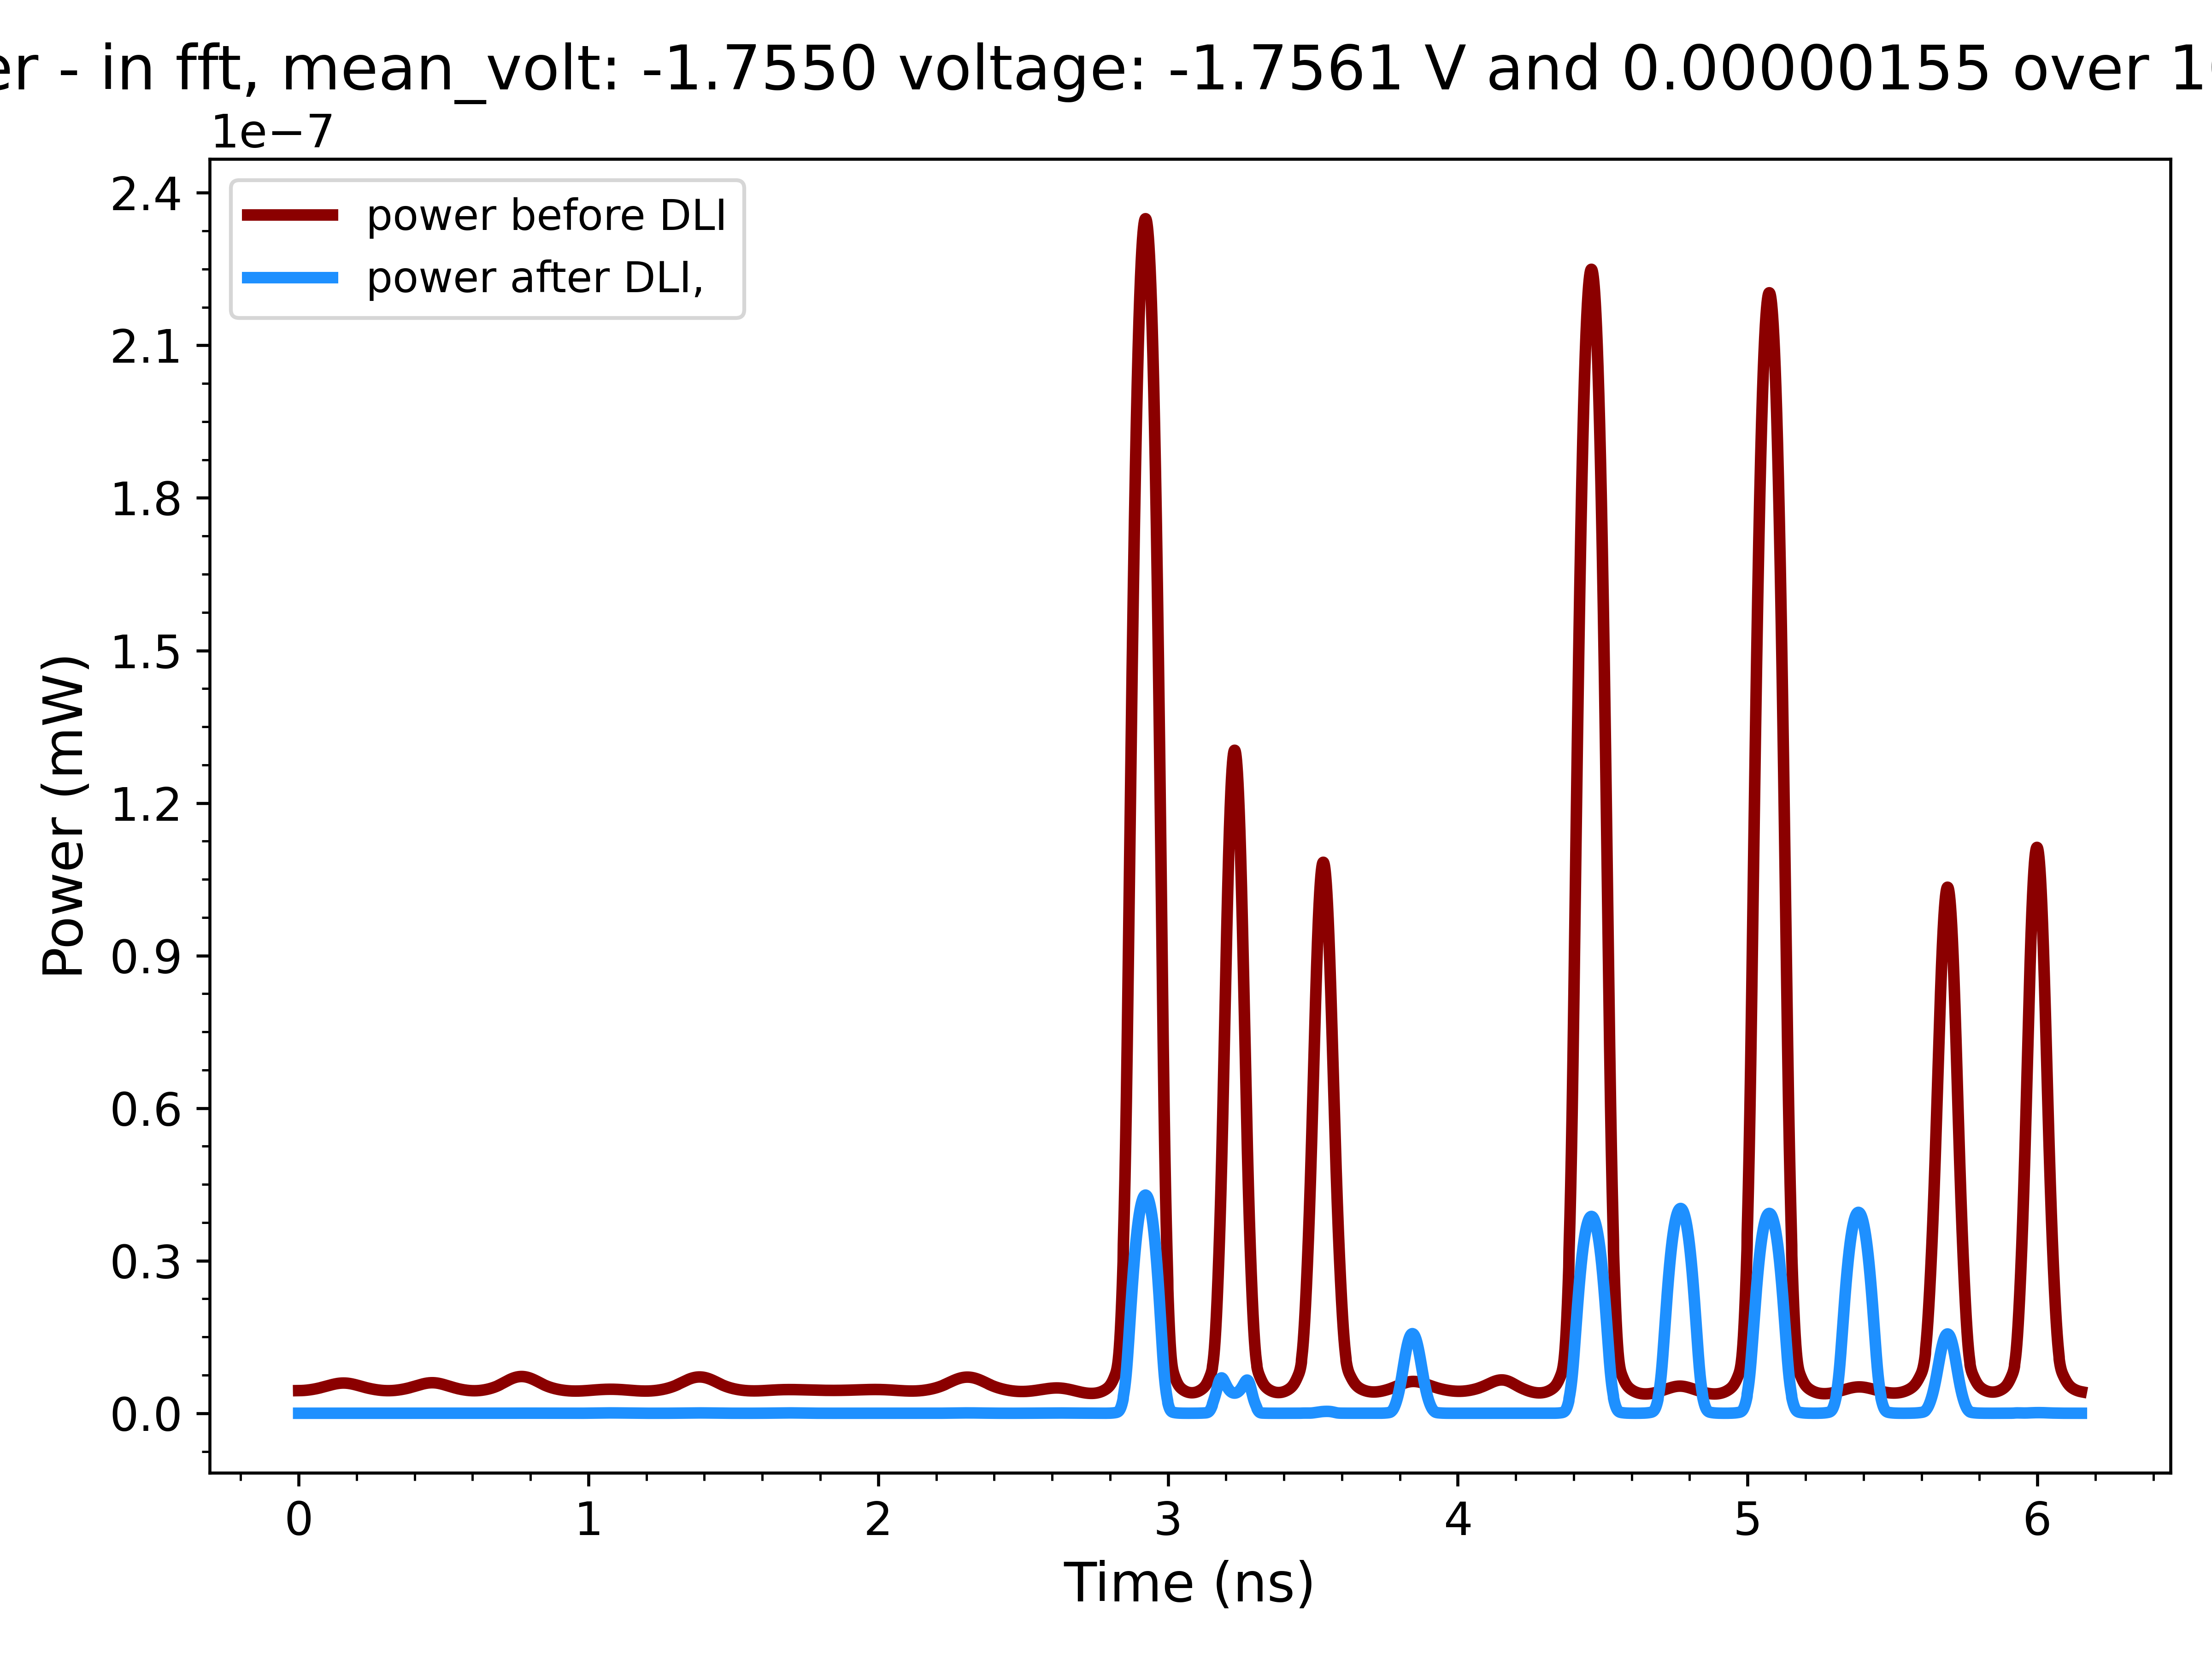 er - in fft, mean_volt: -1.7550 voltage: -1.7561 V and 0.00000155 over 1
1e−7
2.4
2.1
1.8
1.5
1.2
0.9
0.6
0.3
0.0
Power (mW)
power before DLI
power after DLI,
0 1 2 3 4 5 6
Time (ns)